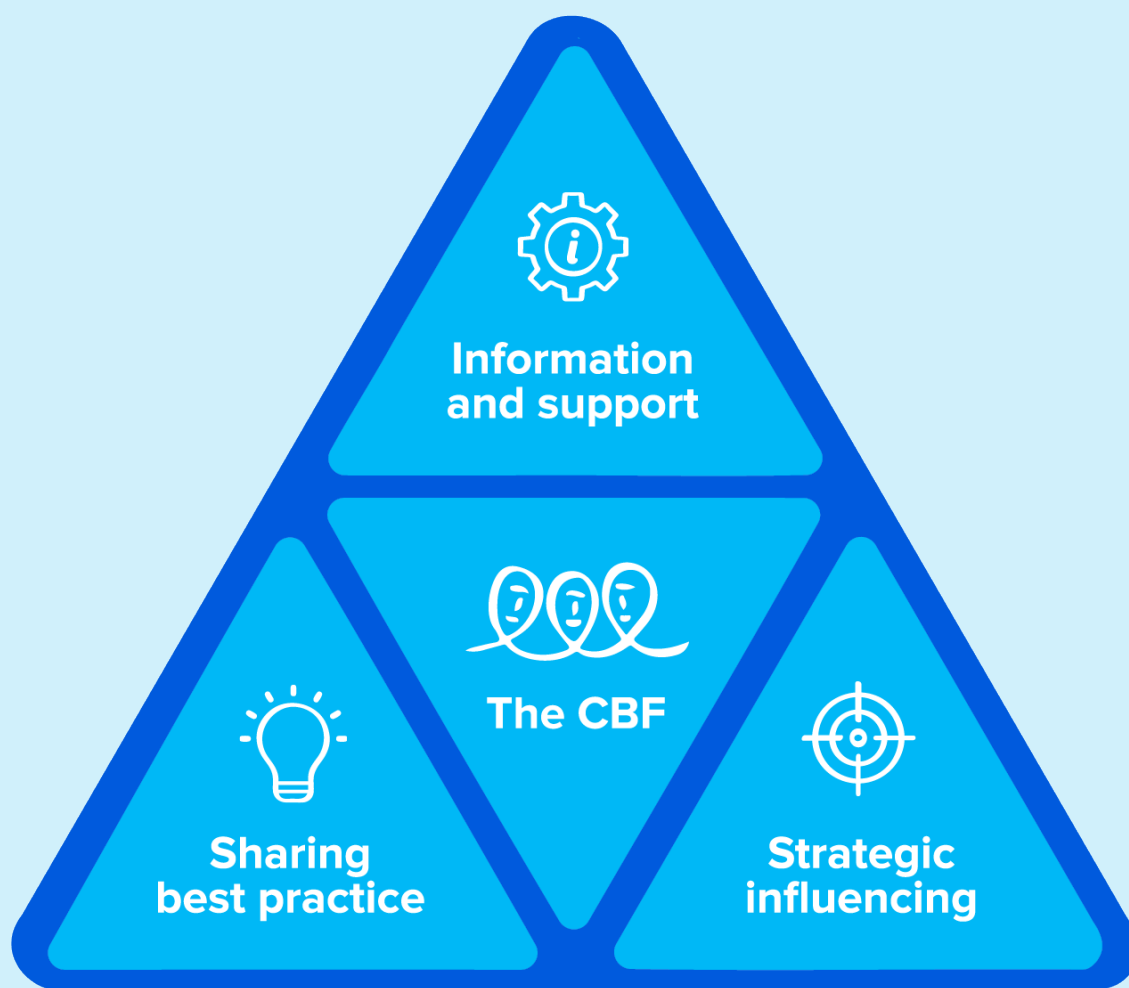 Information
and support
The CBF
Sharing
best practice
Strategic
influencing